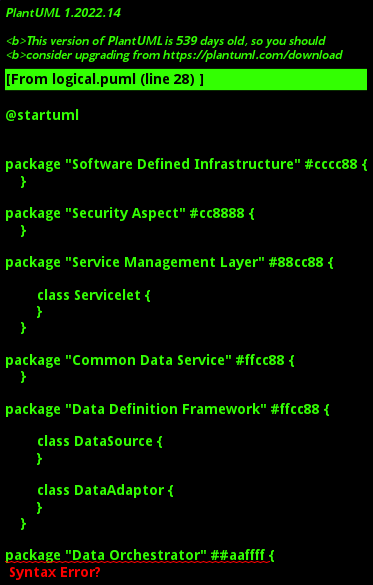 PlantUML 1.2022.14
<b>This version of PlantUML is 539 days old, so you should
<b>consider upgrading from https://plantuml.com/download
[From logical.puml (line 28) ]
@startuml
package "Software Defined Infrastructure" #cccc88 {
}
package "Security Aspect" #cc8888 {
}
package "Service Management Layer" #88cc88 {
class Servicelet {
}
}
package "Common Data Service" #ffcc88 {
}
package "Data Definition Framework" #ffcc88 {
class DataSource {
}
class DataAdaptor {
}
}
package "Data Orchestrator" ##aaffff {
Syntax Error?